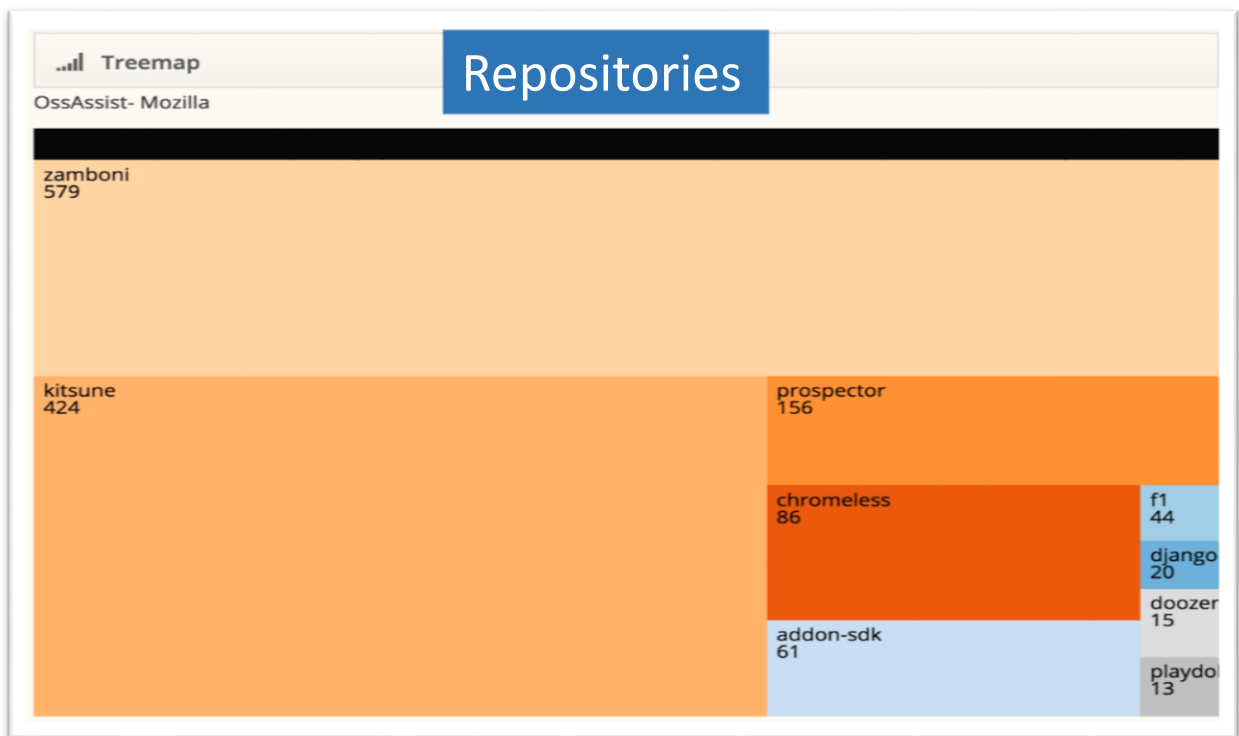 Treemap
Repositories
OssAssist- Mozilla
zamboni
579
kitsune
424
prospector
156
chromeless
86
f1
44
django
20
doozer
15
addon-sdk
61
playdo
13